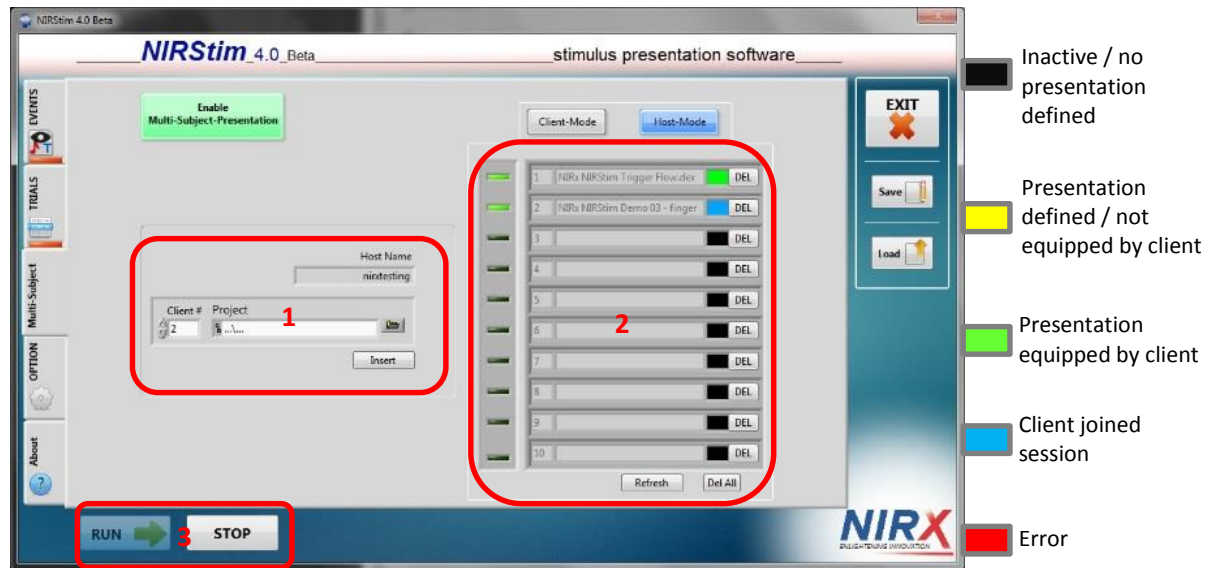 NIRStim 4.0 Beta
NIRStim 4.0 Beta
stimulus presentation software
EVENTS
TRIALS
Multi-Subject
OPTION
About
Enable
Multi-Subject-Presentation
Client-Mode
Host-Mode
Host Name
nirxtesting
Client #
Project
2
...\...
1
Insert
1 NIRx NIRStim Trigger Flow.dex DEL
2 NIRx NIRStim Demo 03 - finger DEL
3 DEL
4 DEL
5 DEL
6 DEL
2
7 DEL
8 DEL
9 DEL
10 DEL
Refresh
Del All
RUN
3
STOP
EXIT
Save
Load
NIRX
ENLIGHTENING INNOVATION
Inactive / no
presentation
defined
Presentation
defined / not
equipped by client
Presentation
equipped by client
Client joined
session
Error